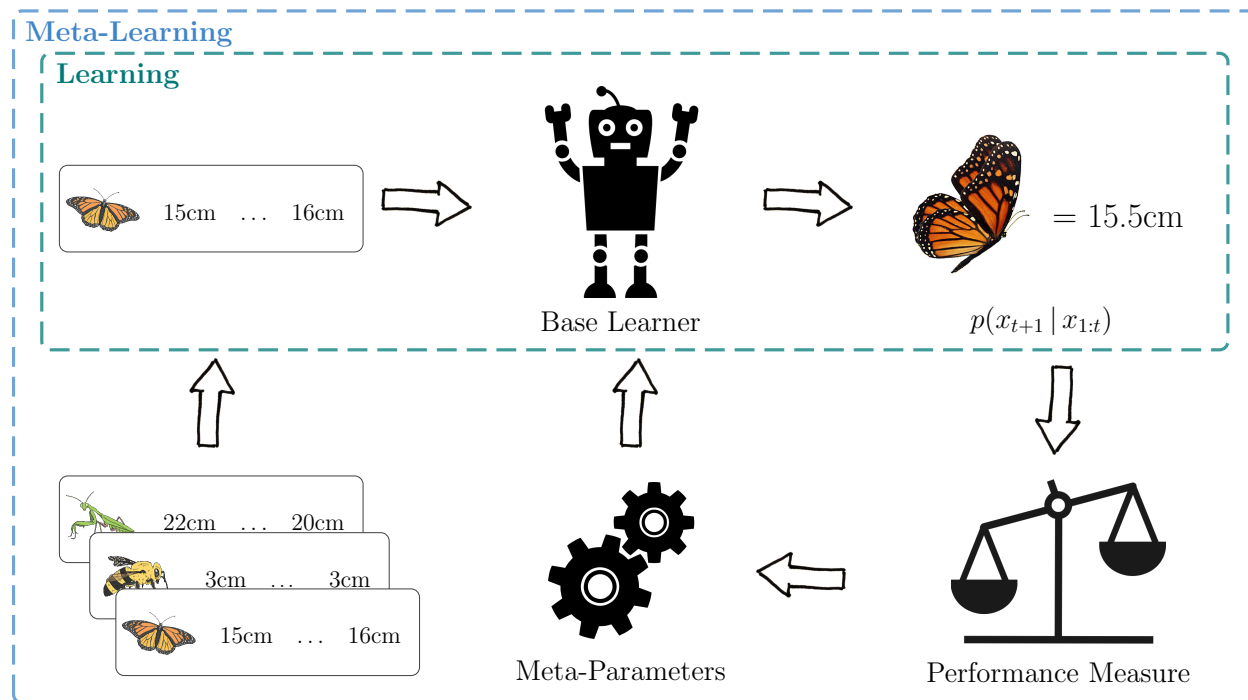 Meta-Learning
Learning
15cm … 16cm
= 15.5cm
Base Learner
p(x_{t+1} | x_{1:t})
22cm … 20cm
3cm … 3cm
15cm … 16cm
Meta-Parameters
Performance Measure